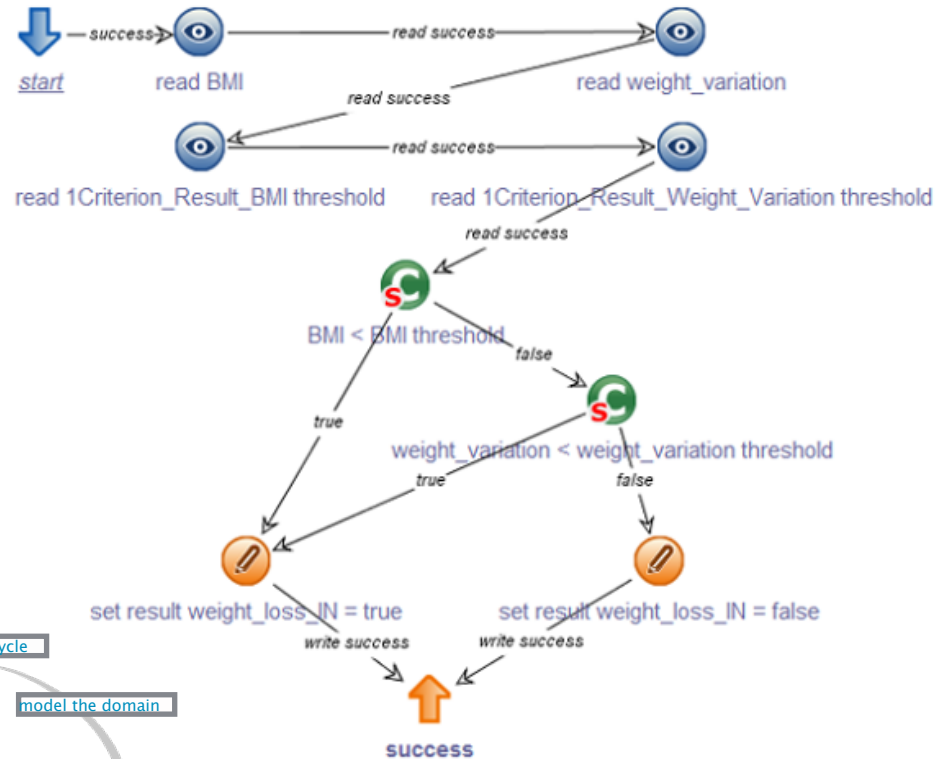 success
start
read BMI
read success
read weight_variation
read success
read 1Criterion_Result_BMI threshold
read success
read 1Criterion_Result_Weight_Variation threshold
read success
S C
BMI < BMI threshold
false
true
S C
weight_variation < weight_variation threshold
true
false
set result weight_loss_IN = true
set result weight_loss_IN = false
write success
write success
ycle
model the domain
success